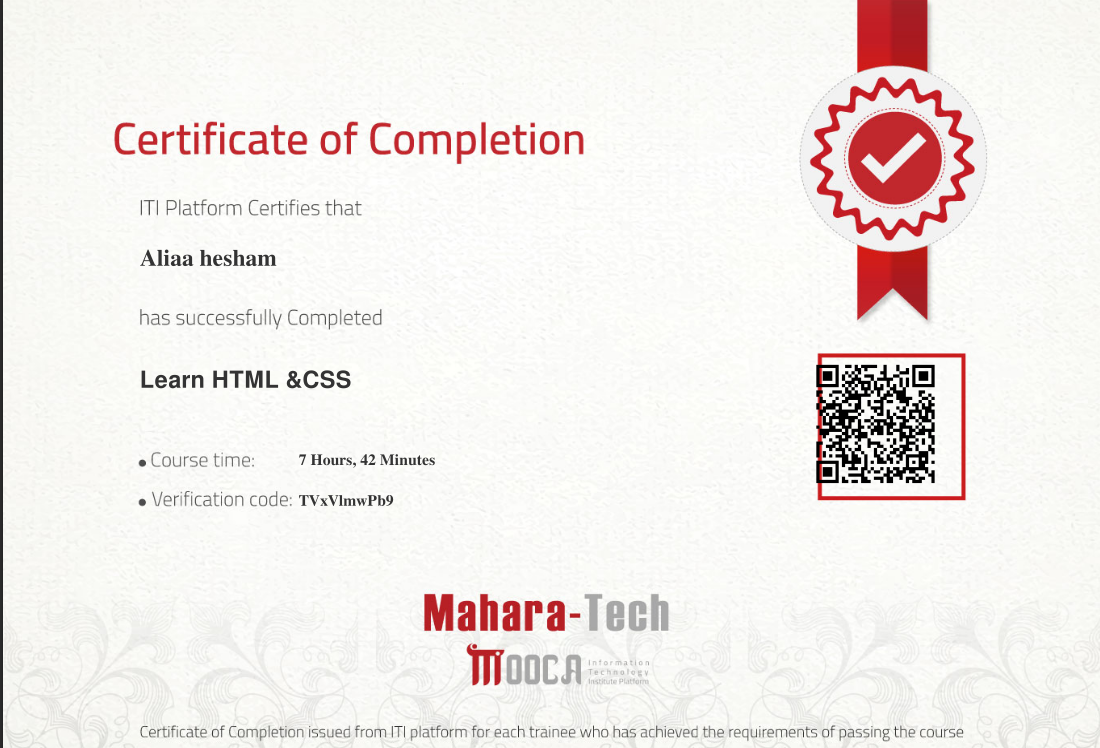 Certificate of Completion
ITI Platform Certifies that
Aliaa hesham
has successfully Completed
Learn HTML &CSS
• Course time: 7 Hours, 42 Minutes
• Verification code: TVxVlmwPb9
Mahara-Tech
MOOCA
Information
Technology
Institute Platform
Certificate of Completion issued from ITI platform for each trainee who has achieved the requirements of passing the course